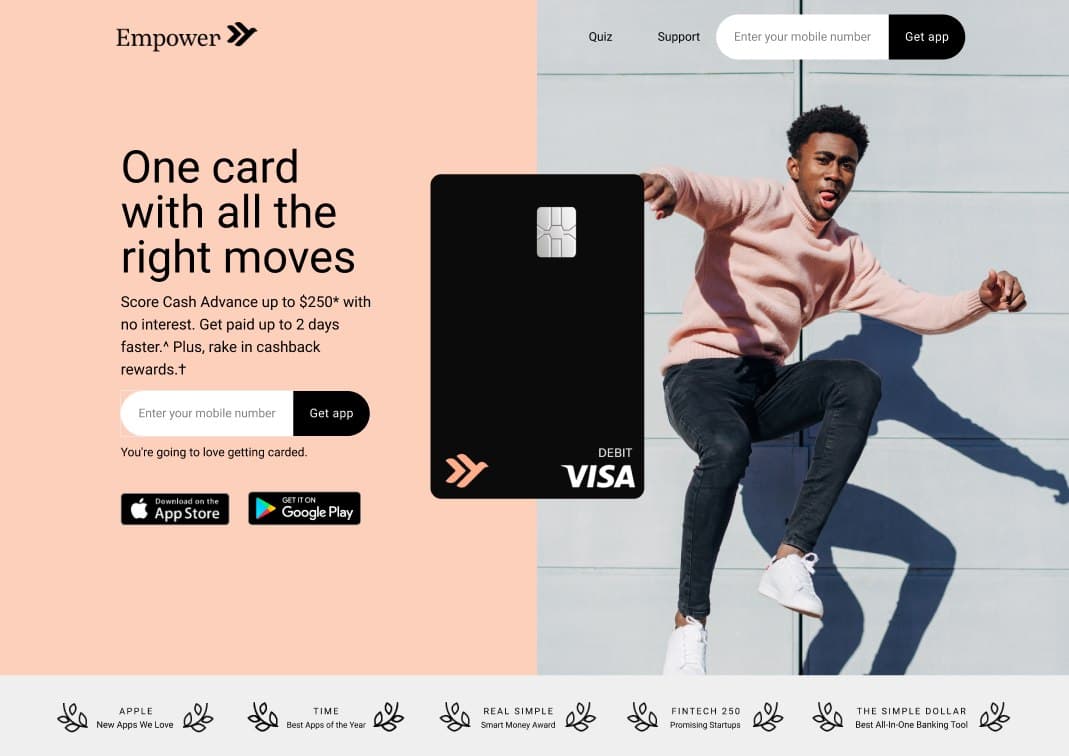 Empower
Quiz
Support
Enter your mobile number
Get app
One card
with all the
right moves
Score Cash Advance up to $250* with
no interest. Get paid up to 2 days
faster.^ Plus, rake in cashback
rewards.†
Enter your mobile number
Get app
You're going to love getting carded.
Download on the
App Store
GET IT ON
Google Play
DEBIT
VISA
APPLE
New Apps We Love
TIME
Best Apps of the Year
REAL SIMPLE
Smart Money Award
FINTECH 250
Promising Startups
THE SIMPLE DOLLAR
Best All-In-One Banking Tool